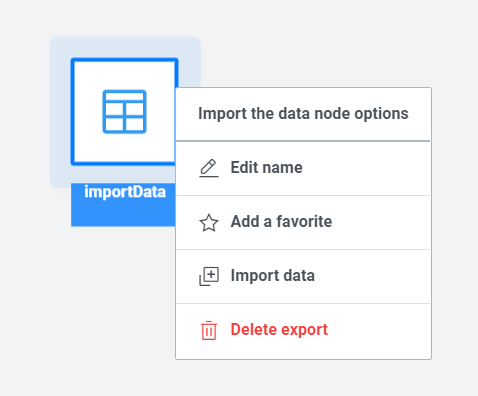 importData
Import the data node options
Edit name
Add a favorite
Import data
Delete export